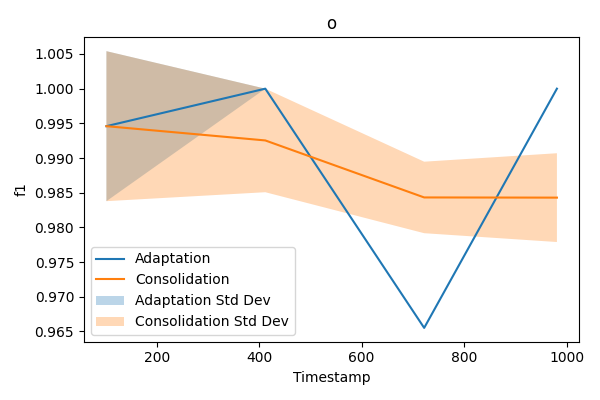 o
1.005
1.000
0.995
0.990
0.985
0.980
0.975
0.970
0.965
f1
Adaptation
Consolidation
Adaptation Std Dev
Consolidation Std Dev
200
400
600
800
1000
Timestamp